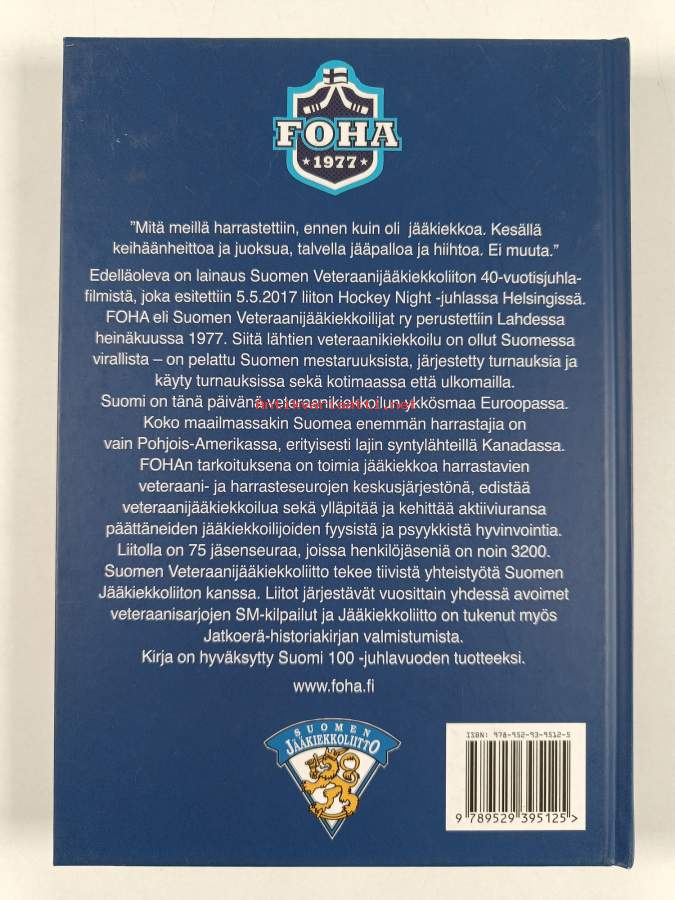 FOHA
1977
”Mitä meillä harrastettiin, ennen kuin oli jääkiekkoa. Kesällä
keihäänheittoa ja juoksua, talvella jääpalloa ja hiihtoa. Ei muuta.”
Edelläoleva on lainaus Suomen Veteraanijääkiekkoliiton 40-vuotisjuhla-
filmistä, joka esitettiin 5.5.2017 liiton Hockey Night -juhlassa Helsingissä.
FOHA eli Suomen Veteraanijääkiekkoilijat ry perustettiin Lahdessa
heinäkuussa 1977. Siitä lähtien veteraanikiekkoilu on ollut Suomessa
virallista – on pelattu Suomen mestaruuksista, järjestetty turnauksia ja
käyty turnauksissa sekä kotimaassa että ulkomailla.
Suomi on tänä päivänä veteraanikiekkoilun ykkösmaa Euroopassa.
antikvariaatti.net
Koko maailmassakin Suomea enemmän harrastajia on
vain Pohjois-Amerikassa, erityisesti lajin syntylähteillä Kanadassa.
FOHAn tarkoituksena on toimia jääkiekkoa harrastavien
veteraani- ja harrasteseurojen keskusjärjestönä, edistää
veteraanijääkiekkoilua sekä ylläpitää ja kehittää aktiiviuransa
päättäneiden jääkiekkoilijoiden fyysistä ja psyykkistä hyvinvointia.
Liitolla on 75 jäsenseuraa, joissa henkilöjäseniä on noin 3200.
Suomen Veteraanijääkiekkoliitto tekee tiivistä yhteistyötä Suomen
Jääkiekkoliiton kanssa. Liitot järjestävät vuosittain yhdessä avoimet
veteraanisarjojen SM-kilpailut ja Jääkiekkoliitto on tukenut myös
Jatkoerä-historiakirjan valmistumista.
Kirja on hyväksytty Suomi 100 -juhlavuoden tuotteeksi.
www.foha.fi
SUOMEN
JÄÄKIEKKOLIITTO
ISBN: 978-952-93-9512-5
9 789529 395125>